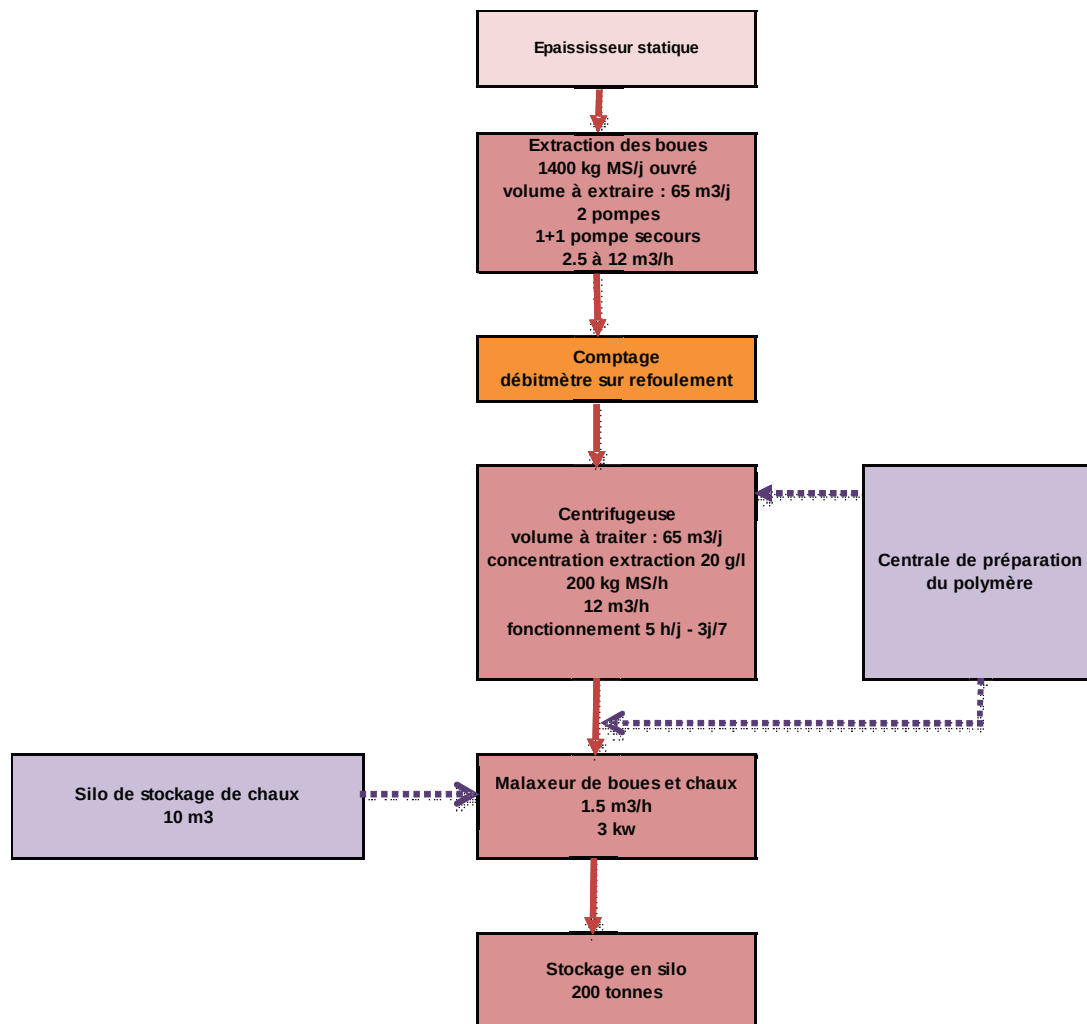 Epaississeur statique
Extraction des boues
1400 kg MS/j ouvré
volume à extraire : 65 m3/j
2 pompes
1+1 pompe secours
2.5 à 12 m3/h
Comptage
débitmètre sur refoulement
Centrifugeuse
volume à traiter : 65 m3/j
concentration extraction 20 g/l
200 kg MS/h
12 m3/h
fonctionnement 5 h/j - 3j/7
Centrale de préparation
du polymère
Silo de stockage de chaux
10 m3
Malaxeur de boues et chaux
1.5 m3/h
3 kw
Stockage en silo
200 tonnes